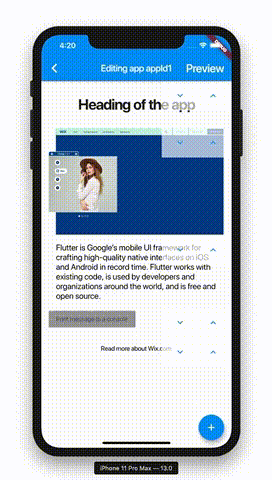 4:20
Editing app appId1
Preview
Heading of the app
WIX
Flutter is Google's mobile UI framework for
crafting high-quality native interfaces on iOS
and Android in record time. Flutter works with
existing code, is used by developers and
organizations around the world, and is free and
open source.
Print message to a console
Read more about Wix.com
+
iPhone 11 Pro Max — 13.0